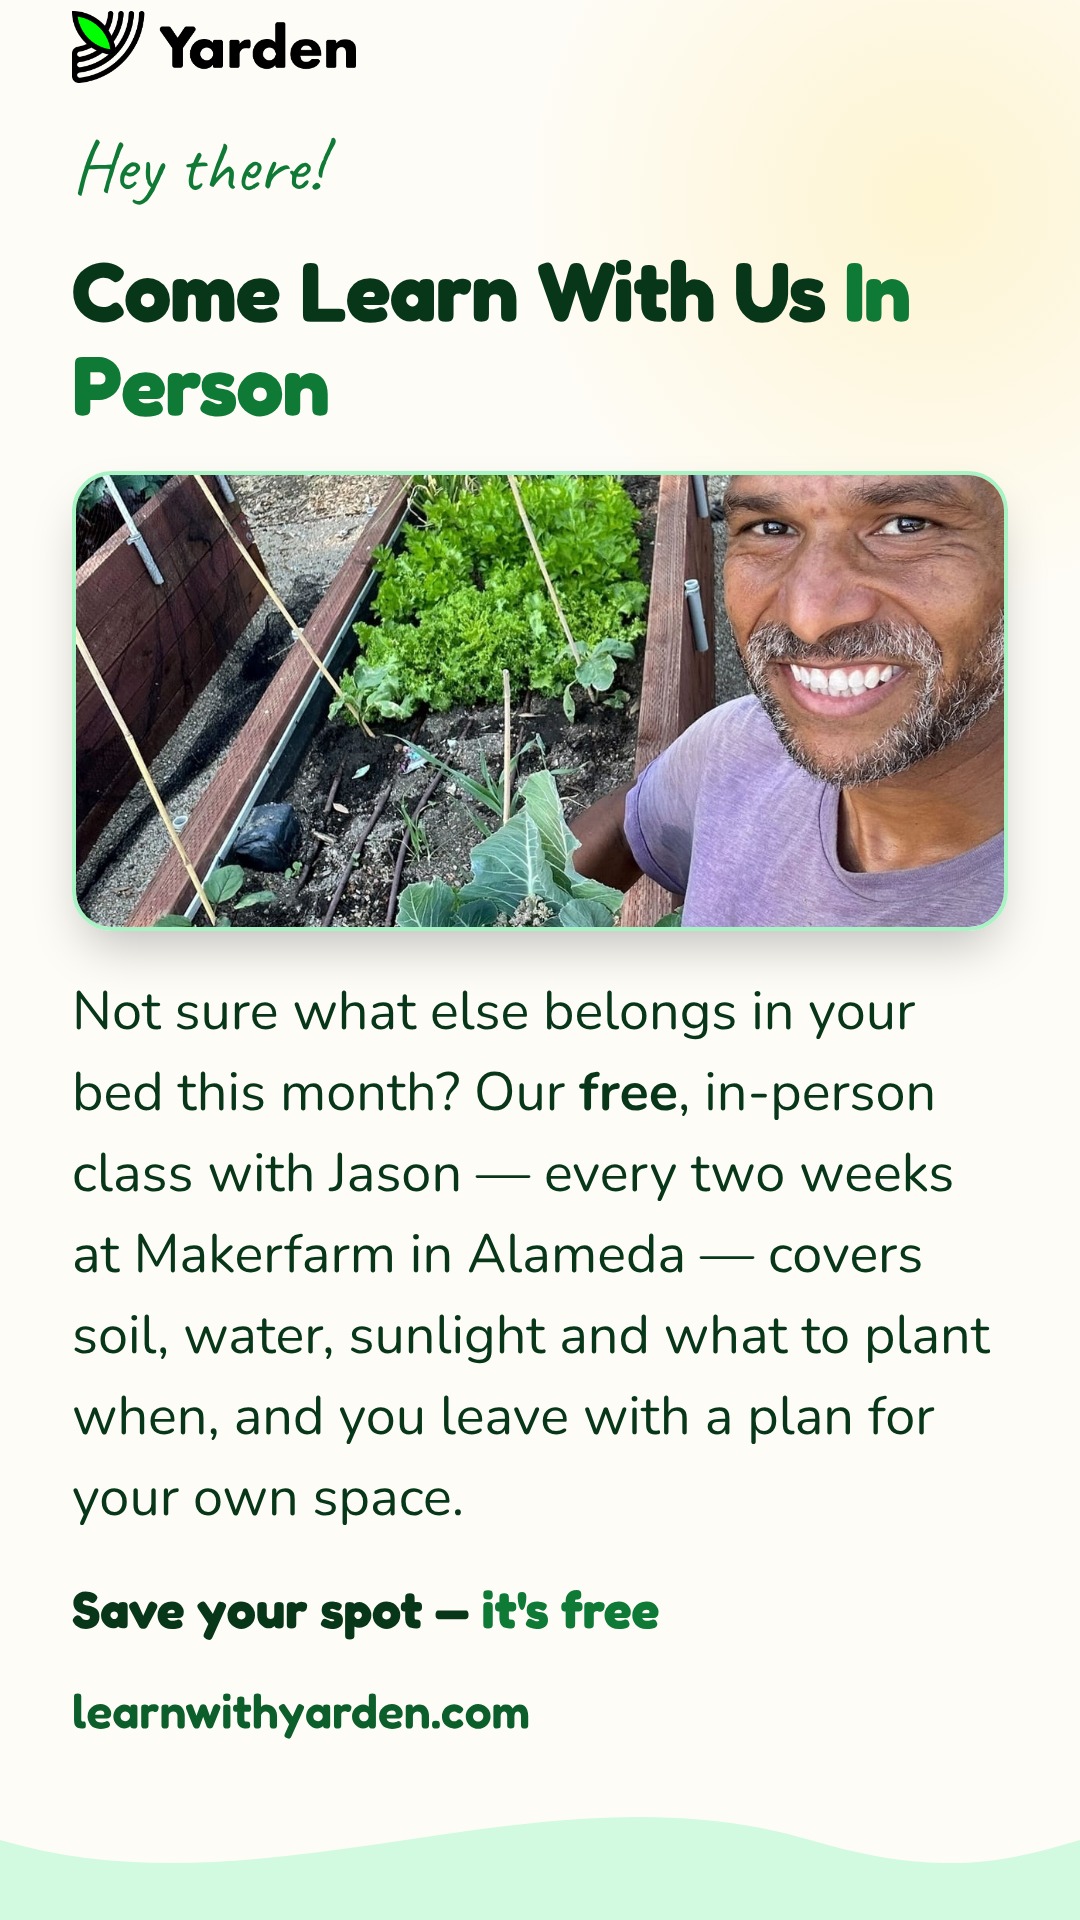 Yarden
Hey there!
Come Learn With Us In
Person
Not sure what else belongs in your
bed this month? Our free, in-person
class with Jason — every two weeks
at Makerfarm in Alameda — covers
soil, water, sunlight and what to plant
when, and you leave with a plan for
your own space.
Save your spot — it's free
learnwithyarden.com